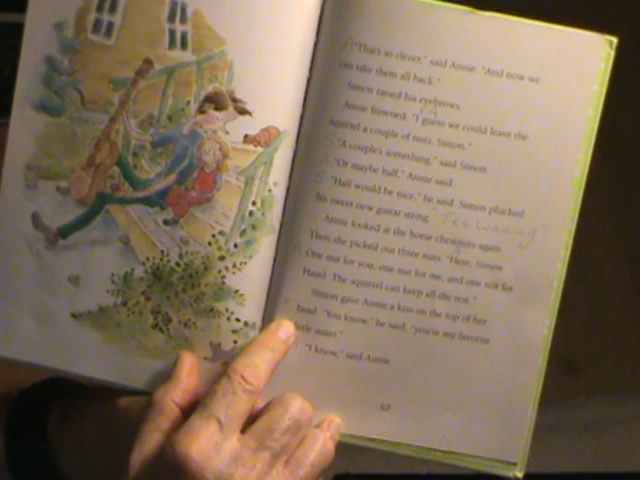 "That's so clever," said Annie. "And now we
can take them all back."
Simon raised his eyebrows.
Annie frowned. "I guess we could leave the
squirrel a couple of nuts, Simon."
"A couple's something," said Simon.
"Or maybe half," Annie said.
"Half would be nice," he said. Simon plucked
his sweet new guitar string.
Annie looked at the horse chestnuts again.
Then she picked out three nuts. "Here, Simon.
One nut for you, one nut for me, and one nut for
Hazel. The squirrel can keep all the rest."
Simon gave Annie a kiss on the top of her
head. "You know," he said, "you're my favorite
little sister."
"I know," said Annie.
57